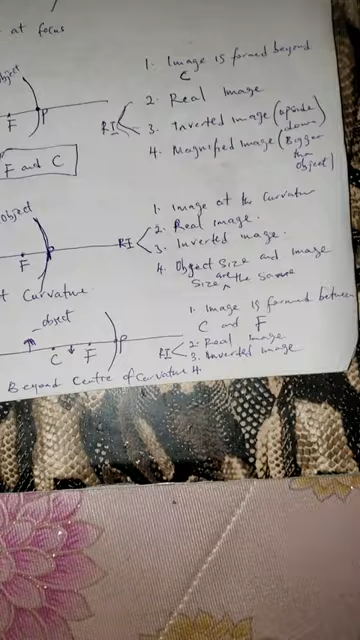 at focus
object
F
P
1. Image is formed beyond
C
2. Real Image
RI
3. Inverted image (upside down)
4. Magnified image (Bigger than object)
F and C
object
F
P
1. Image at the Curvature
2. Real image.
RI
3. Inverted image.
4. Object size and image
size are the same
Curvature
object
C F P
1. Image is formed between
C and F
2. Real image
RI
3. Inverted image
Beyond Centre of Curvature 4.